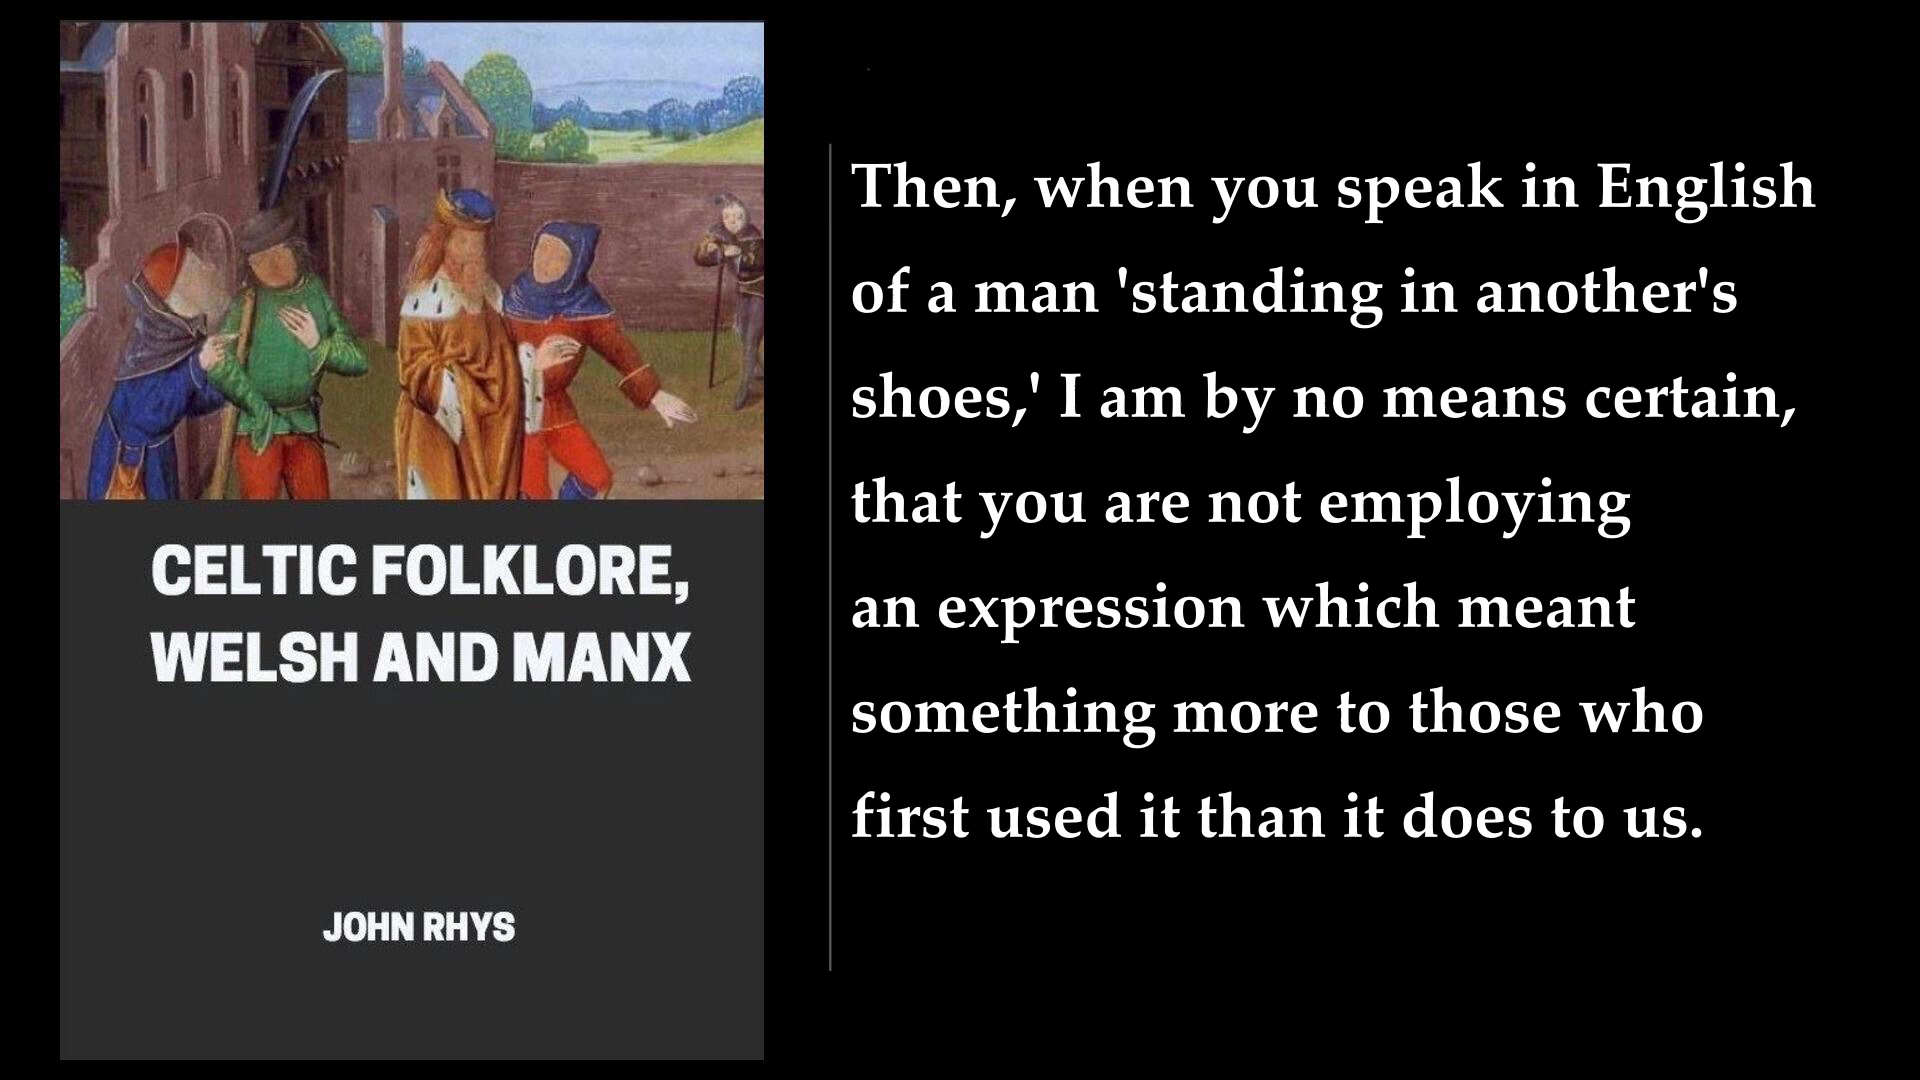 CELTIC FOLKLORE,
WELSH AND MANX
JOHN RHYS
Then, when you speak in English
of a man 'standing in another's
shoes,' I am by no means certain,
that you are not employing
an expression which meant
something more to those who
first used it than it does to us.